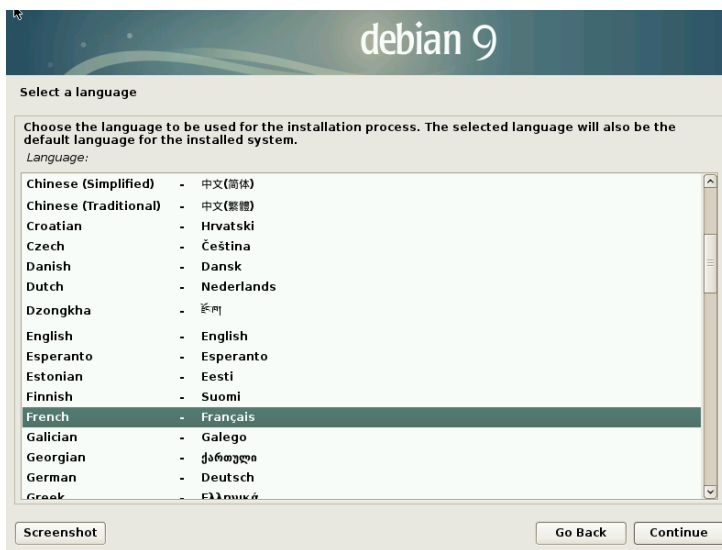 debian 9
Select a language
Choose the language to be used for the installation process. The selected language will also be the
default language for the installed system.
Language:
Chinese (Simplified) - 中文(简体)
Chinese (Traditional) - 中文(繁體)
Croatian - Hrvatski
Czech - Čeština
Danish - Dansk
Dutch - Nederlands
Dzongkha - རྫོང་ཁ།
English - English
Esperanto - Esperanto
Estonian - Eesti
Finnish - Suomi
French - Français
Galician - Galego
Georgian - ქართული
German - Deutsch
Greek - Ελληνικά
Screenshot Go Back Continue